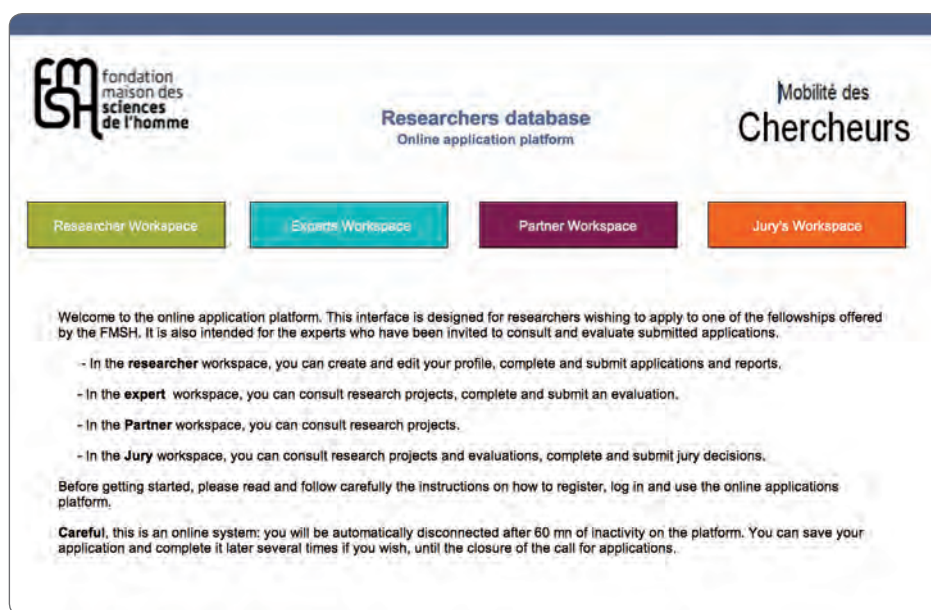 FMSH
fondation
maison des
sciences
de l'homme
Researchers database
Online application platform
Mobilité des
Chercheurs
Researcher Workspace
Experts Workspace
Partner Workspace
Jury's Workspace
Welcome to the online application platform. This interface is designed for researchers wishing to apply to one of the fellowships offered
by the FMSH. It is also intended for the experts who have been invited to consult and evaluate submitted applications.
- In the researcher workspace, you can create and edit your profile, complete and submit applications and reports.
- In the expert workspace, you can consult research projects, complete and submit an evaluation.
- In the Partner workspace, you can consult research projects.
- In the Jury workspace, you can consult research projects and evaluations, complete and submit jury decisions.
Before getting started, please read and follow carefully the instructions on how to register, log in and use the online applications
platform.
Careful, this is an online system: you will be automatically disconnected after 60 mn of inactivity on the platform. You can save your
application and complete it later several times if you wish, until the closure of the call for applications.